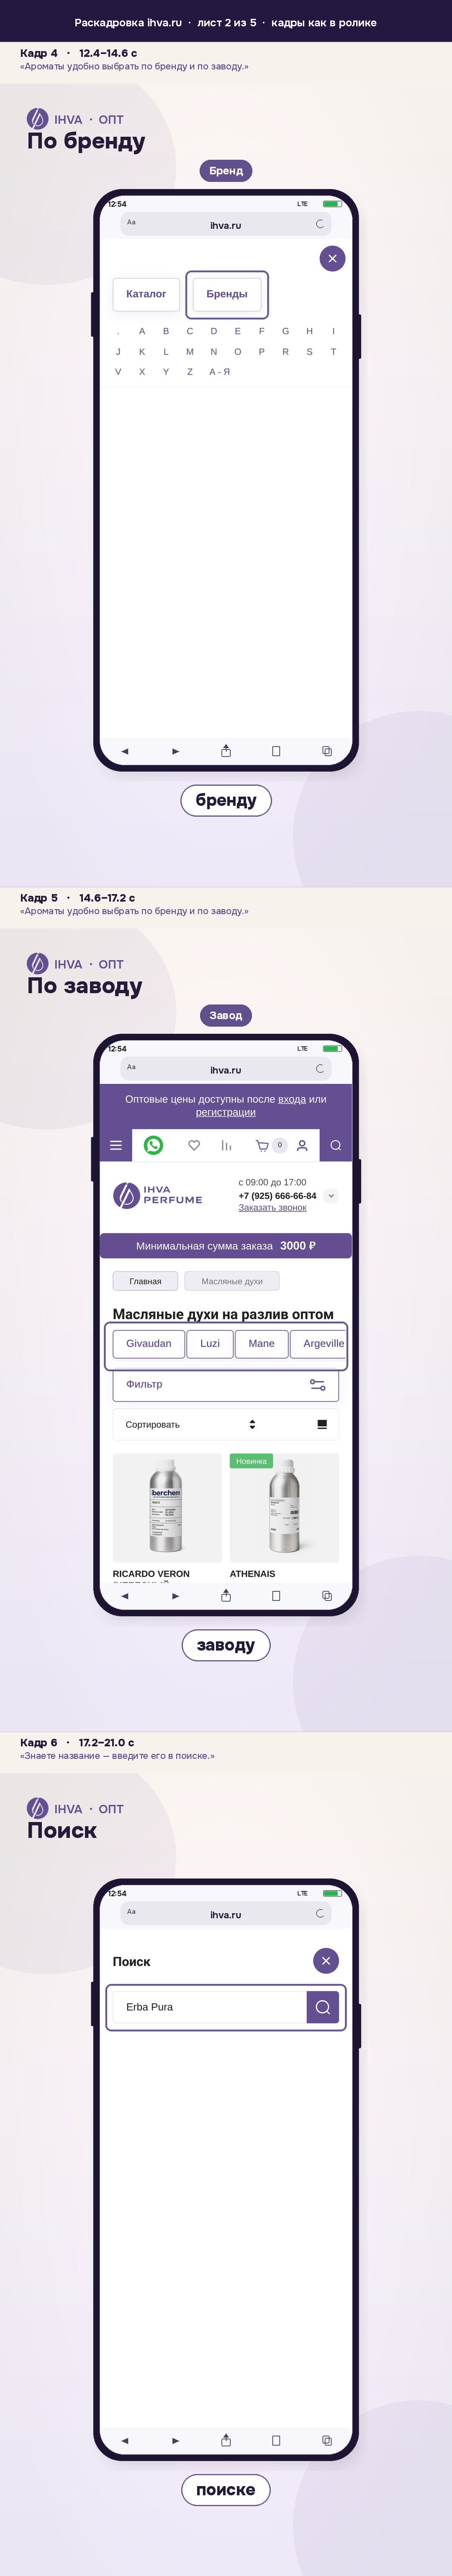 Раскадровка ihva.ru · лист 2 из 5 · кадры как в ролике
Кадр 4 · 12.4–14.6 с
«Ароматы удобно выбрать по бренду и по заводу.»
IHVA · ОПТ
По бренду
Бренд
12:54 LTE
AA ihva.ru
Каталог Бренды
. A B C D E F G H I
J K L M N O P R S T
V X Y Z А - Я
бренду
Кадр 5 · 14.6–17.2 с
«Ароматы удобно выбрать по бренду и по заводу.»
IHVA · ОПТ
По заводу
Завод
12:54 LTE
AA ihva.ru
Оптовые цены доступны после входа или
регистрации
0
IHVA
PERFUME
с 09:00 до 17:00
+7 (925) 666-66-84
Заказать звонок
Минимальная сумма заказа 3000 ₽
Главная Масляные духи
Масляные духи на разлив оптом
Givaudan Luzi Mane Argeville
Фильтр
Сортировать
Новинка
iberchem
RICARDO VERON ATHENAIS
Кадр 6 · 17.2–21.0 с
«Знаете название — введите его в поиске.»
IHVA · ОПТ
Поиск
12:54 LTE
AA ihva.ru
Поиск
Erba Pura
поиске